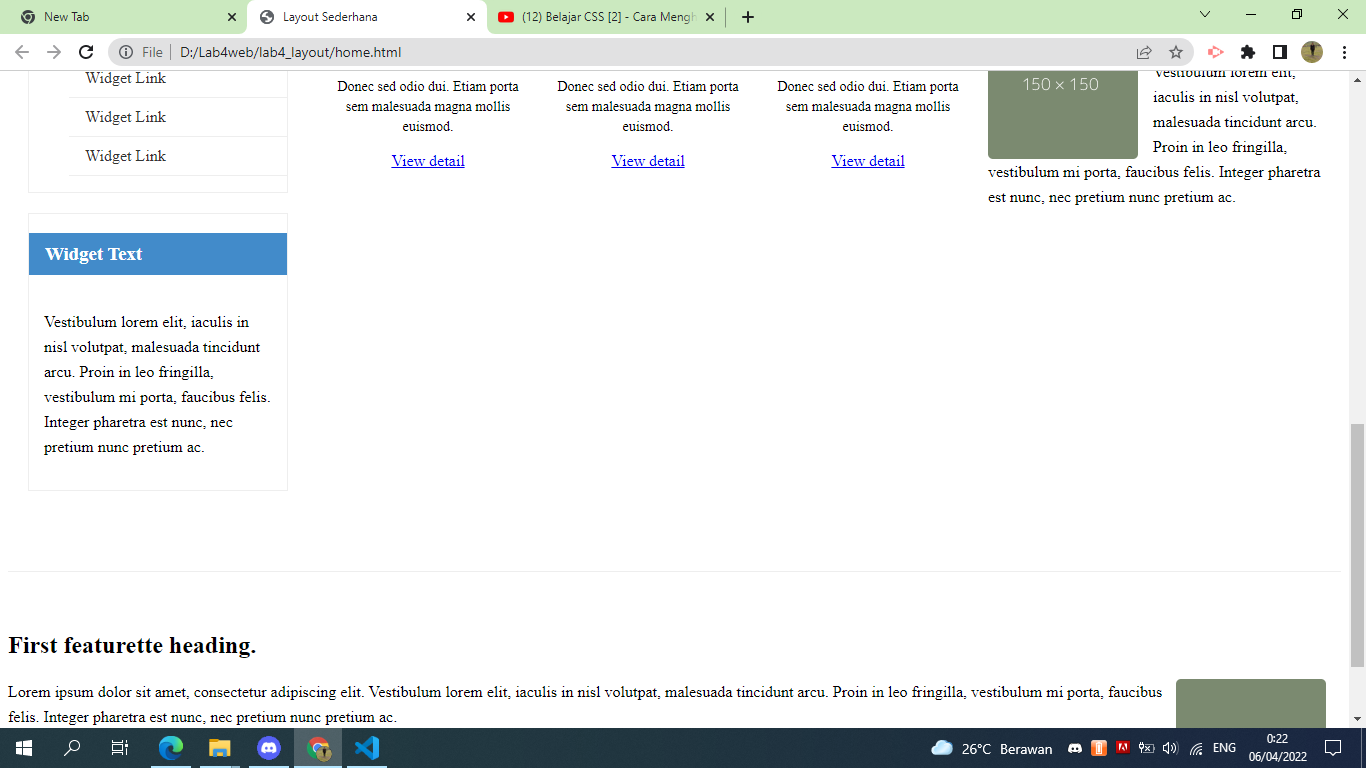 New Tab
Layout Sederhana
(12) Belajar CSS [2] - Cara Mengh
File
D:/Lab4web/lab4_layout/home.html
Widget Link
Widget Link
Widget Link
Donec sed odio dui. Etiam porta
sem malesuada magna mollis
euismod.
View detail
Donec sed odio dui. Etiam porta
sem malesuada magna mollis
euismod.
View detail
Donec sed odio dui. Etiam porta
sem malesuada magna mollis
euismod.
View detail
150 × 150
Vestibulum lorem elit,
iaculis in nisl volutpat,
malesuada tincidunt arcu.
Proin in leo fringilla,
vestibulum mi porta, faucibus felis. Integer pharetra
est nunc, nec pretium nunc pretium ac.
Widget Text
Vestibulum lorem elit, iaculis in
nisl volutpat, malesuada tincidunt
arcu. Proin in leo fringilla,
vestibulum mi porta, faucibus felis.
Integer pharetra est nunc, nec
pretium nunc pretium ac.
First featurette heading.
Lorem ipsum dolor sit amet, consectetur adipiscing elit. Vestibulum lorem elit, iaculis in nisl volutpat, malesuada tincidunt arcu. Proin in leo fringilla, vestibulum mi porta, faucibus
felis. Integer pharetra est nunc, nec pretium nunc pretium ac.
26°C Berawan
ENG
0:22
06/04/2022